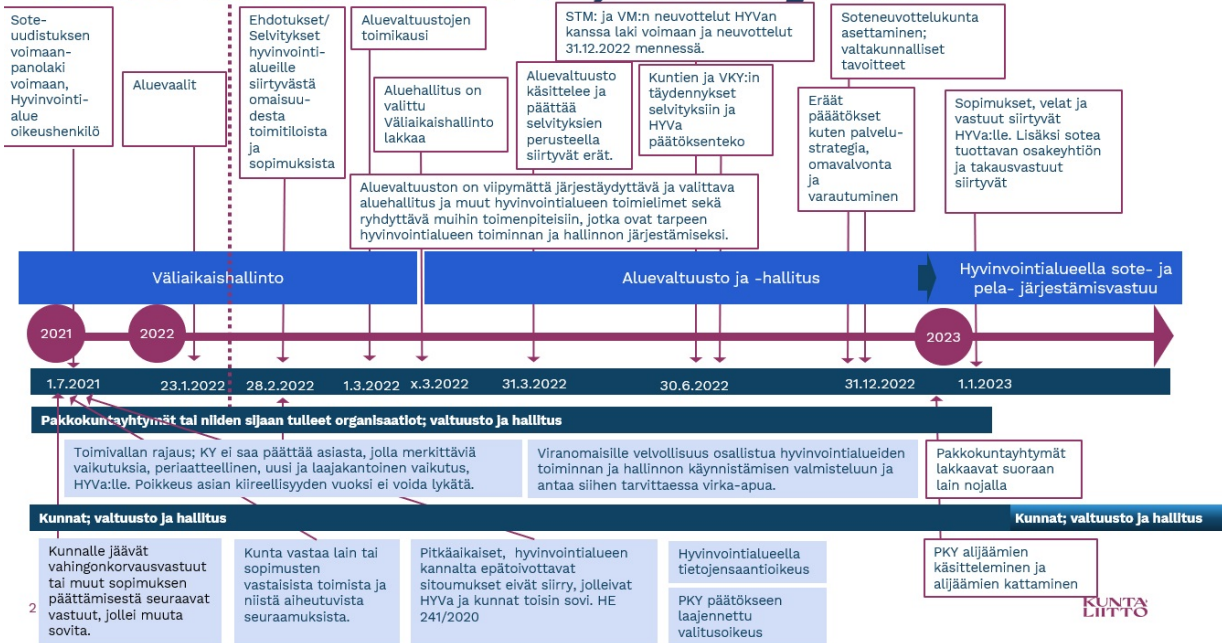 Sote-
uudistuksen
voimaan-
panolaki
voimaan,
Hyvinvointi-
alue
oikeushenkilö
Aluevaalit
Ehdotukset/
Selvitykset
hyvinvointi-
alueille
siirtyvästä
omaisuu-
desta
toimitiloista
ja
sopimuksista
Aluevaltuustojen
toimikausi
Aluehallitus on
valittu
Väliaikaishallinto
lakkaa
STM: ja VM:n neuvottelut HYVan
kanssa laki voimaan ja neuvottelut
31.12.2022 mennessä.
Aluevaltuusto
käsittelee ja
päättää
selvityksien
perusteella
siirtyvät erät.
Kuntien ja VKY:in
täydennykset
selvityksiin ja
HYVa
päätöksenteko
Soteneuvottelukunta
asettaminen;
valtakunnalliset
tavoitteet
Eräät
pääätökset
kuten palvelu-
strategia,
omavalvonta
ja
varautuminen
Sopimukset, velat ja
vastuut siirtyvät
HYVa:lle. Lisäksi sotea
tuottavan osakeyhtiön
ja takausvastuut
siirtyvät
Aluevaltuuston on viipymättä järjestäydyttävä ja valittava
aluehallitus ja muut hyvinvointialueen toimielimet sekä
ryhdyttävä muihin toimenpiteisiin, jotka ovat tarpeen
hyvinvointialueen toiminnan ja hallinnon järjestämiseksi.
Väliaikaishallinto
Aluevaltuusto ja -hallitus
Hyvinvointialueella sote- ja
pela- järjestämisvastuu
2021
2022
2023
1.7.2021
23.1.2022
28.2.2022
1.3.2022
x.3.2022
31.3.2022
30.6.2022
31.12.2022
1.1.2023
Pakkokuntayhtymät tai niiden sijaan tulleet organisaatiot; valtuusto ja hallitus
Toimivallan rajaus; KY ei saa päättää asiasta, jolla merkittäviä
vaikutuksia, periaatteellinen, uusi ja laajakantoinen vaikutus,
HYVa:lle. Poikkeus asian kiireellisyyden vuoksi ei voida lykätä.
Viranomaisille velvollisuus osallistua hyvinvointialueiden
toiminnan ja hallinnon käynnistämisen valmisteluun ja
antaa siihen tarvittaessa virka-apua.
Pakkokuntayhtymät
lakkaavat suoraan
lain nojalla
Kunnat; valtuusto ja hallitus
Kunnat; valtuusto ja hallitus
Kunnalle jäävät
vahingonkorvausvastuut
tai muut sopimuksen
päättämisestä seuraavat
vastuut, jollei muuta
sovita.
Kunta vastaa lain tai
sopimusten
vastaisista toimista ja
niistä aiheutuvista
seuraamuksista.
Pitkäaikaiset, hyvinvointialueen
kannalta epätoivottavat
sitoumukset eivät siirry, jolleivat
HYVa ja kunnat toisin sovi. HE
241/2020
Hyvinvointialueella
tietojensaantioikeus
PKY päätökseen
laajennettu
valitusoikeus
PKY alijäämien
käsitteleminen ja
alijäämien kattaminen
2
KUNTA
LIITTO